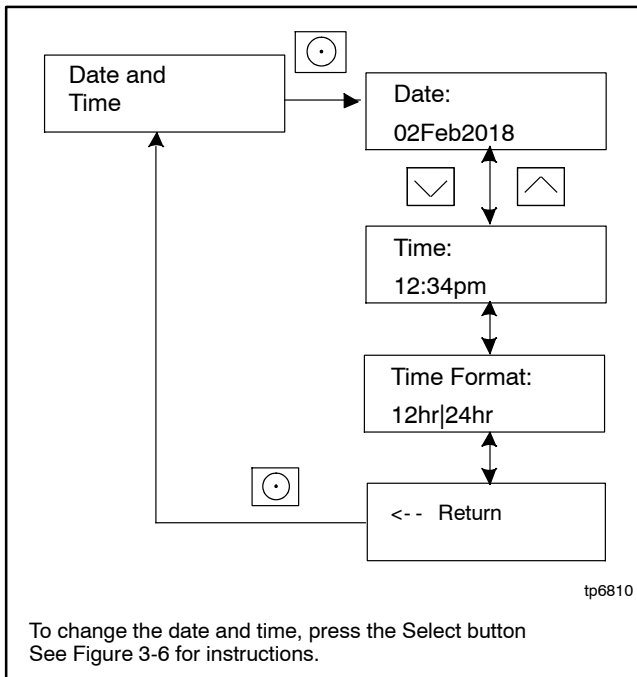 Date and
Time
Date:
02Feb2018
Time:
12:34pm
Time Format:
12hr|24hr
<-- Return
tp6810
To change the date and time, press the Select button
See Figure 3-6 for instructions.